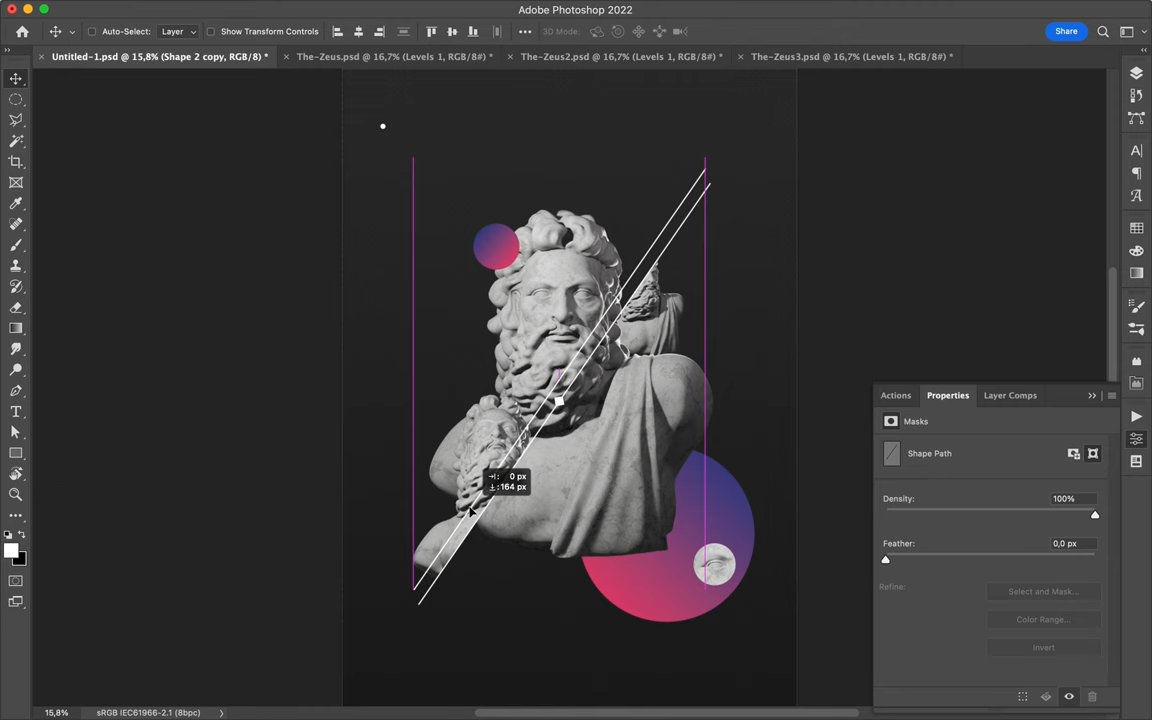 Adobe Photoshop 2022
Auto-Select: Layer Show Transform Controls 3D Mode: Share
Untitled-1.psd @ 15,8% (Shape 2 copy, RGB/8) * The-Zeus.psd @ 16,7% (Levels 1, RGB/8#) * The-Zeus2.psd @ 16,7% (Levels 1, RGB/8#) * The-Zeus3.psd @ 16,7% (Levels 1, RGB/8#) *
Actions Properties Layer Comps
Masks
Shape Path
0 px
164 px
Density: 100%
Feather: 0,0 px
Refine: Select and Mask...
Color Range...
Invert
15,8% sRGB IEC61966-2.1 (8bpc)